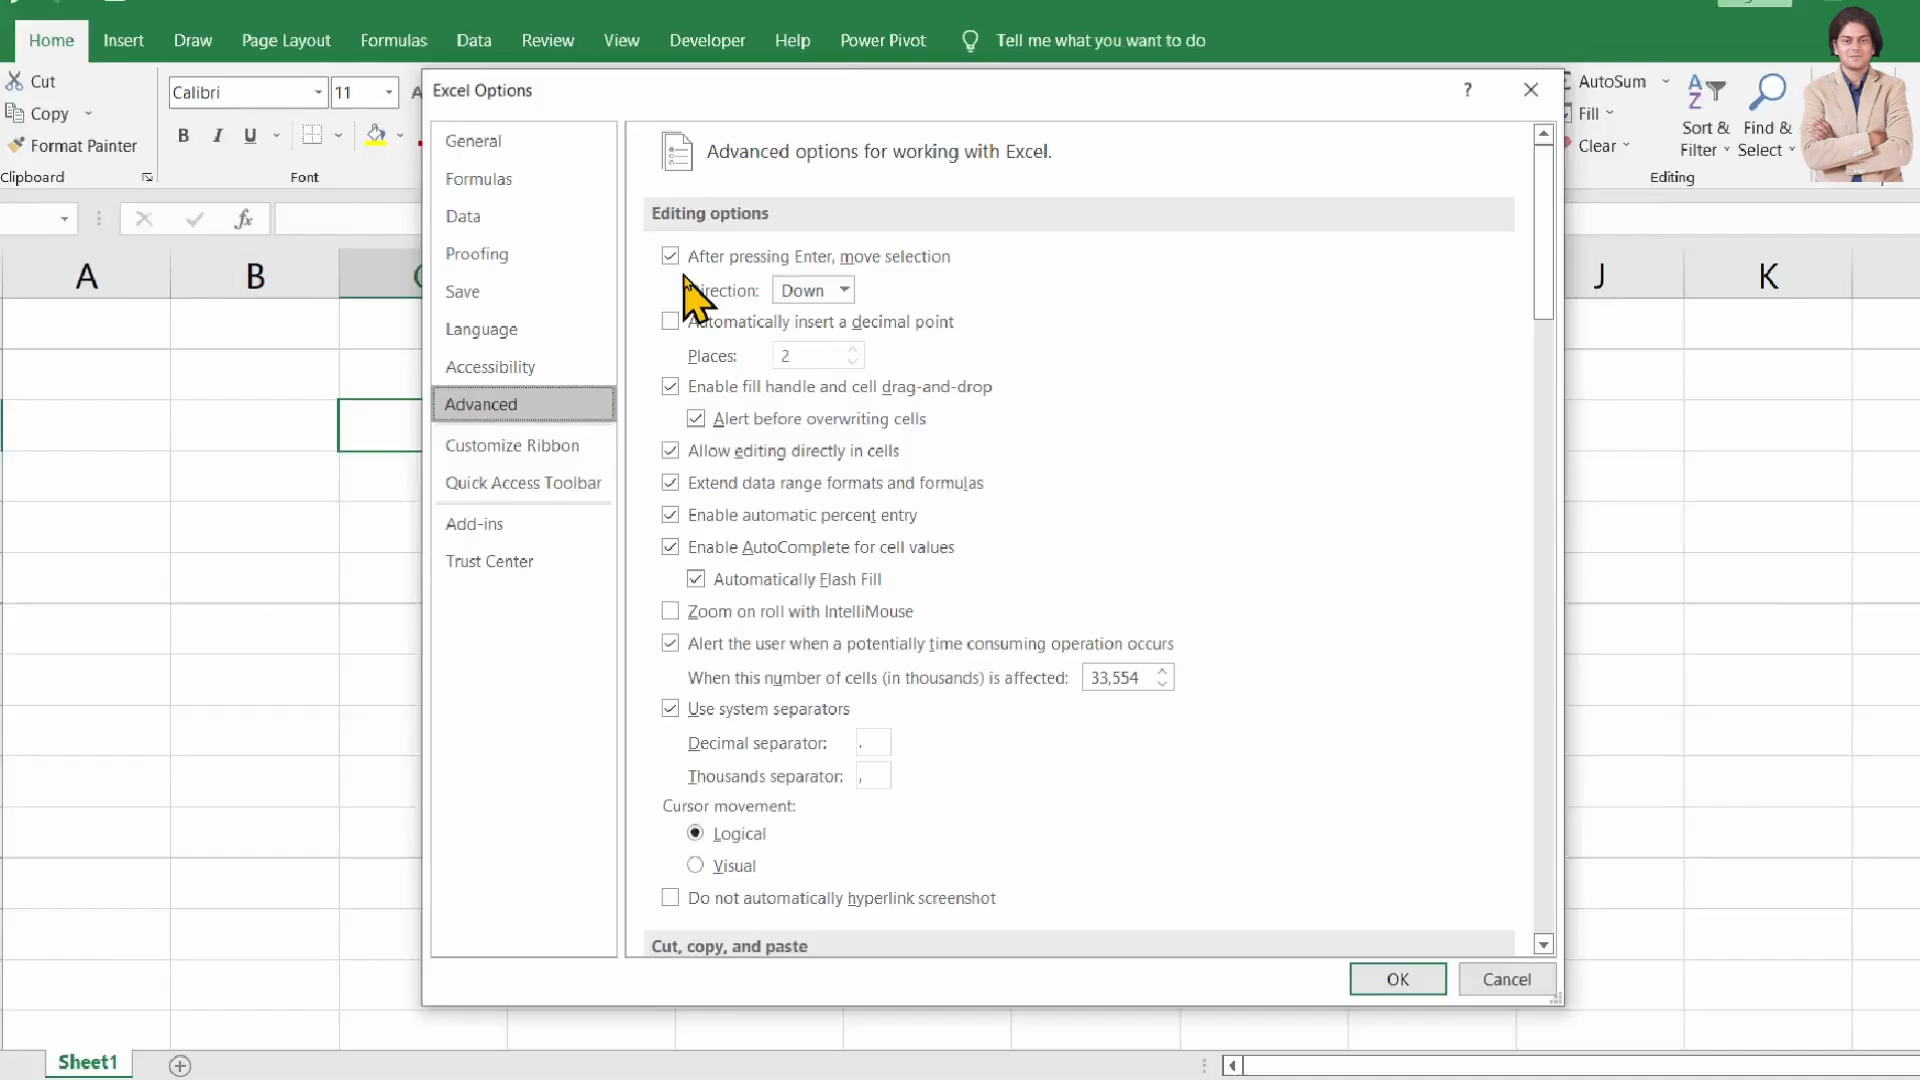 Home Insert Draw Page Layout Formulas Data Review View Developer Help Power Pivot Tell me what you want to do
Cut
Copy
Format Painter
Clipboard
Calibri 11
B I U
Font
AutoSum
Fill
Clear
Sort & Filter
Find & Select
Editing
fx
A B J K
Excel Options
?
General
Formulas
Data
Proofing
Save
Language
Accessibility
Advanced
Customize Ribbon
Quick Access Toolbar
Add-ins
Trust Center
Advanced options for working with Excel.
Editing options
After pressing Enter, move selection
irection: Down
Automatically insert a decimal point
Places: 2
Enable fill handle and cell drag-and-drop
Alert before overwriting cells
Allow editing directly in cells
Extend data range formats and formulas
Enable automatic percent entry
Enable AutoComplete for cell values
Automatically Flash Fill
Zoom on roll with IntelliMouse
Alert the user when a potentially time consuming operation occurs
When this number of cells (in thousands) is affected: 33,554
Use system separators
Decimal separator: .
Thousands separator: ,
Cursor movement:
Logical
Visual
Do not automatically hyperlink screenshot
Cut, copy, and paste
OK Cancel
Sheet1